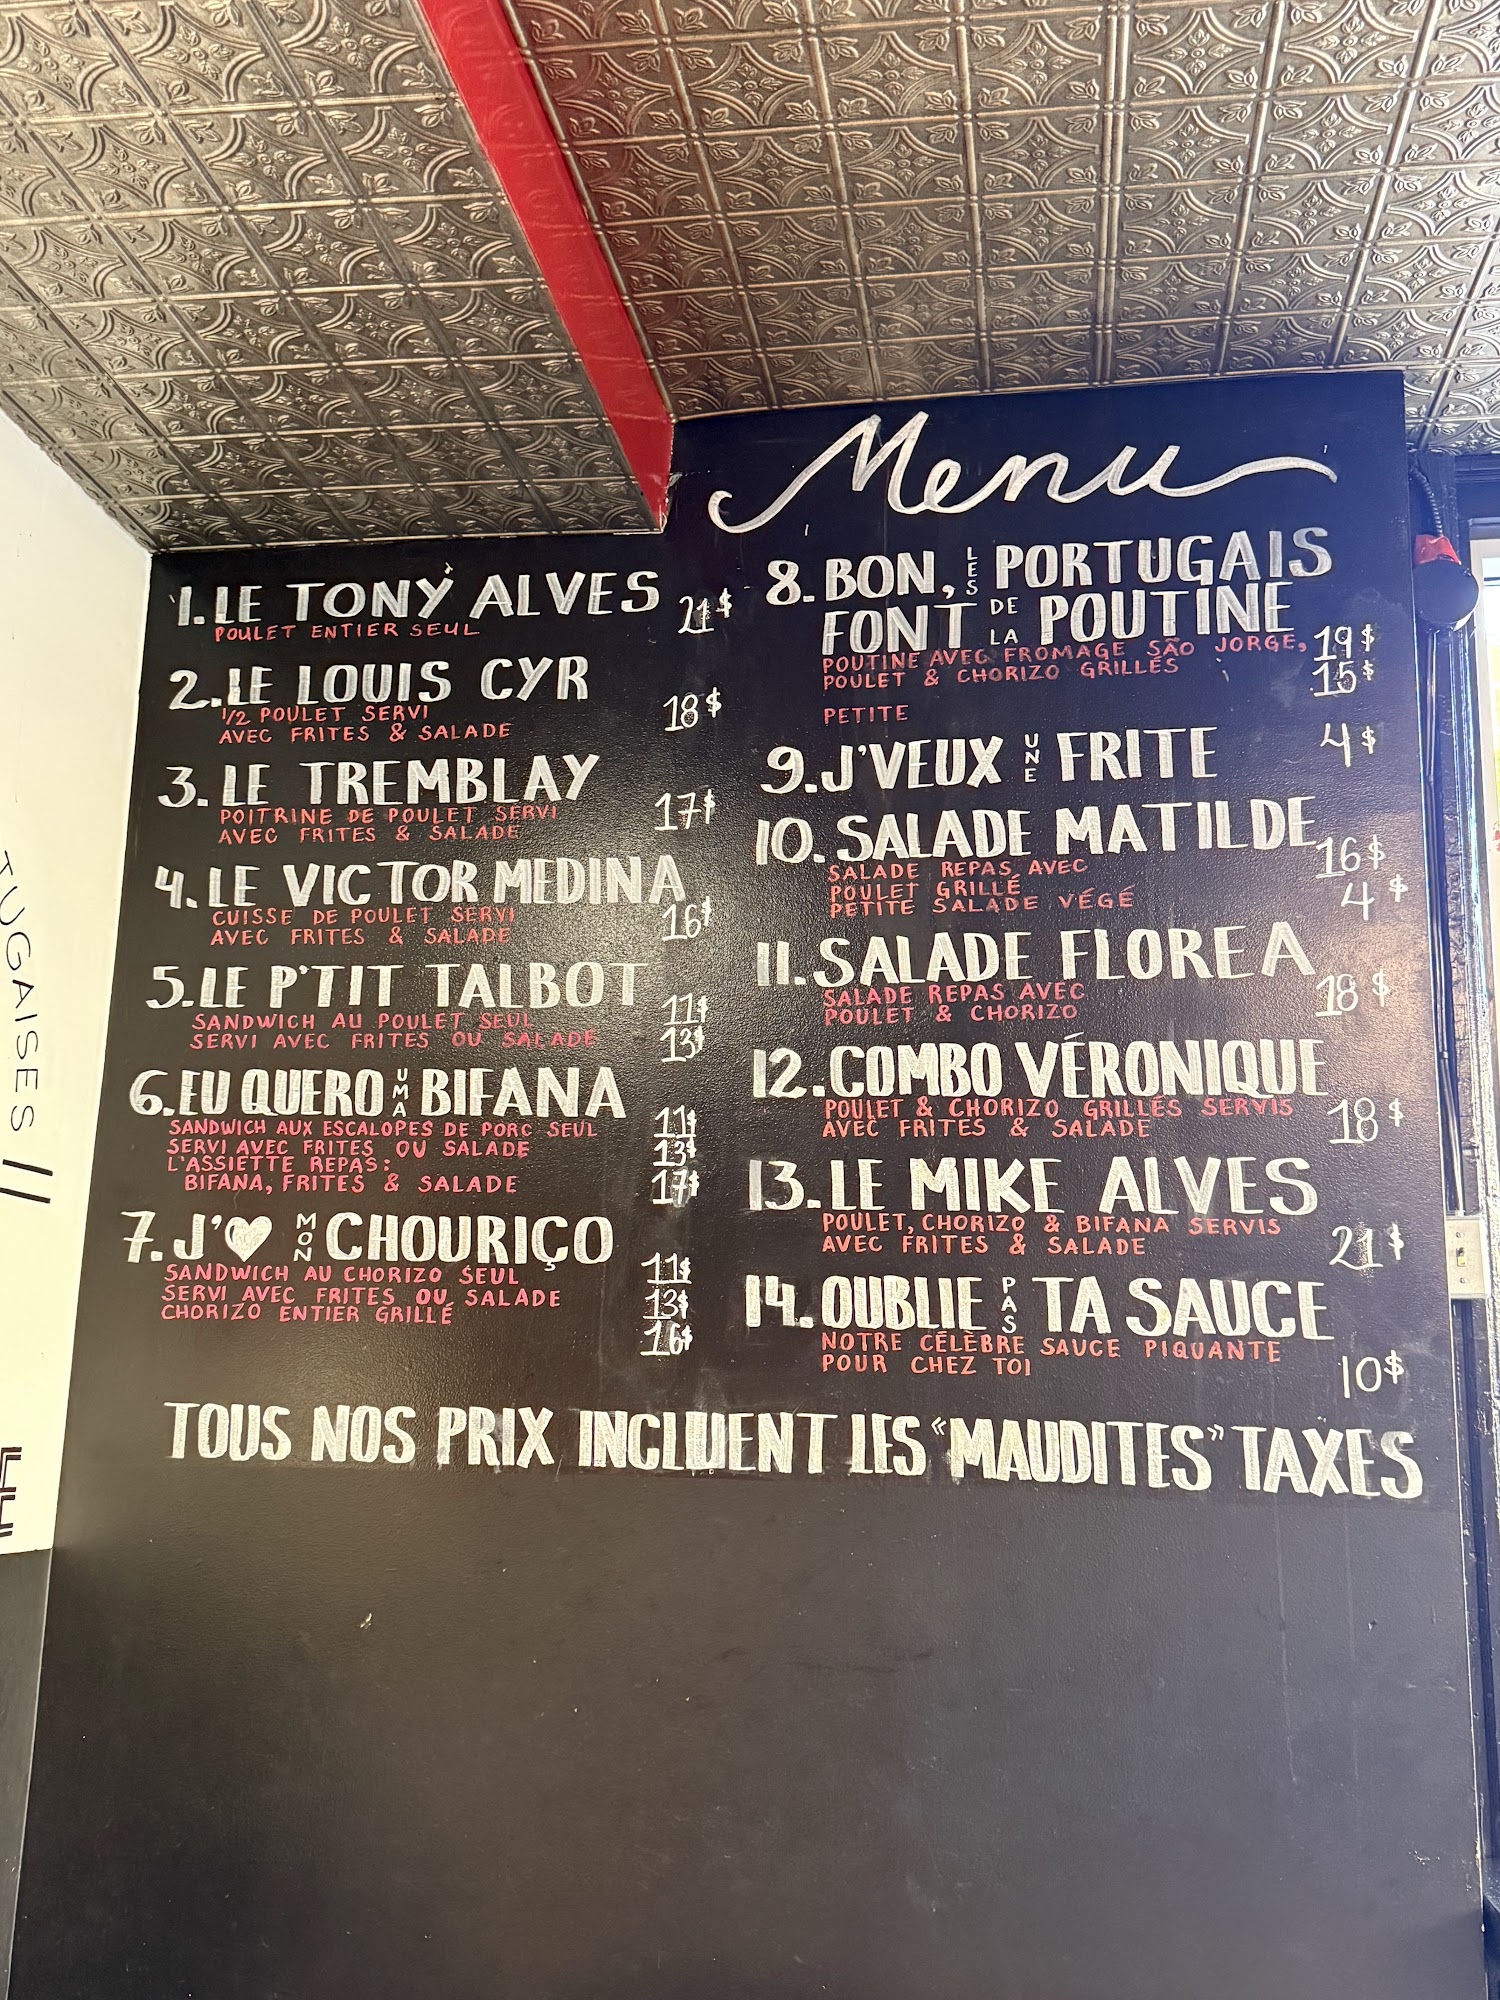 Menu
1. LE TONY ALVES 21$
POULET ENTIER SEUL
2. LE LOUIS CYR
1/2 POULET SERVI 18$
AVEC FRITES & SALADE
3. LE TREMBLAY
POITRINE DE POULET SERVI 17$
AVEC FRITES & SALADE
4. LE VICTOR MEDINA
CUISSE DE POULET SERVI 16$
AVEC FRITES & SALADE
5. LE P'TIT TALBOT
SANDWICH AU POULET SEUL 11$
SERVI AVEC FRITES OU SALADE 13$
6. EU QUERO UMA BIFANA
SANDWICH AUX ESCALOPES DE PORC SEUL 11$
SERVI AVEC FRITES OU SALADE 13$
L'ASSIETTE REPAS:
BIFANA, FRITES & SALADE 17$
7. J'♥ MON CHOURIÇO
SANDWICH AU CHORIZO SEUL 11$
SERVI AVEC FRITES OU SALADE 13$
CHORIZO ENTIER GRILLÉ 16$
8. BON, LES PORTUGAIS
FONT DE LA POUTINE
POUTINE AVEC FROMAGE SÃO JORGE, 19$
POULET & CHORIZO GRILLÉS 15$
PETITE
9. J'VEUX UNE FRITE 4$
10. SALADE MATILDE
SALADE REPAS AVEC 16$
POULET GRILLÉ
PETITE SALADE VÉGÉ 4$
11. SALADE FLOREA
SALADE REPAS AVEC 18$
POULET & CHORIZO
12. COMBO VÉRONIQUE
POULET & CHORIZO GRILLÉS SERVIS 18$
AVEC FRITES & SALADE
13. LE MIKE ALVES
POULET, CHORIZO & BIFANA SERVIS
AVEC FRITES & SALADE 21$
14. OUBLIE PAS TA SAUCE
NOTRE CÉLÈBRE SAUCE PIQUANTE
POUR CHEZ TOI 10$
TOUS NOS PRIX INCLUENT LES "MAUDITES" TAXES
TUGAISES //